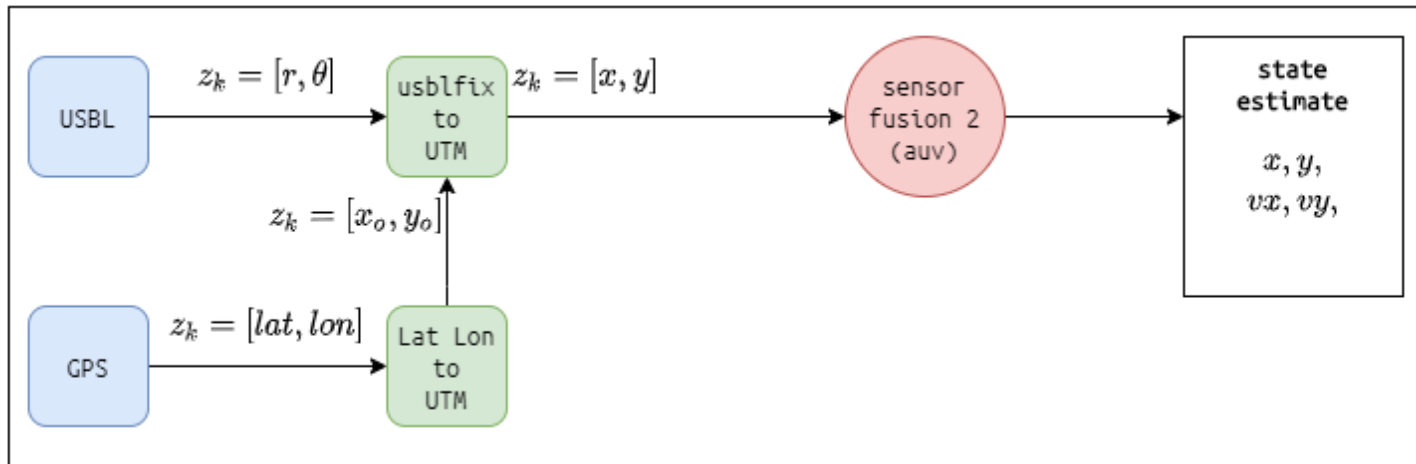 USBL
z_k = [r, θ]
usblfix
to
UTM
z_k = [x, y]
sensor
fusion 2
(auv)
state
estimate
x, y,
vx, vy,
z_k = [x_o, y_o]
GPS
z_k = [lat, lon]
Lat Lon
to
UTM